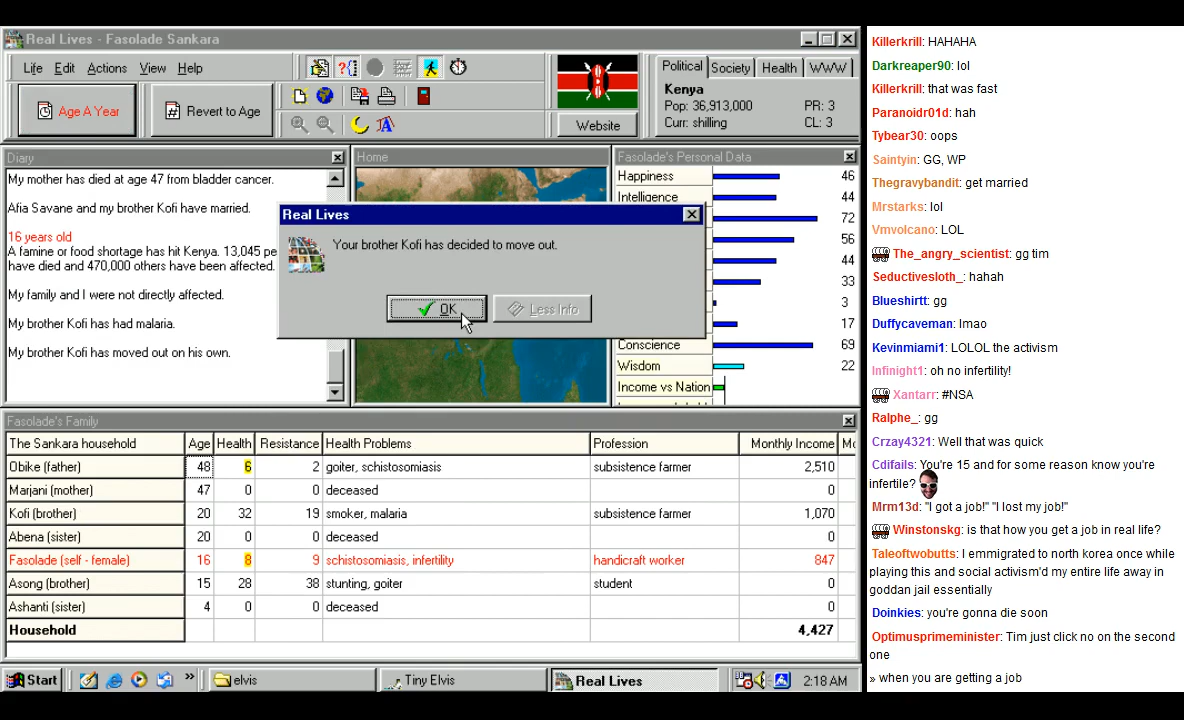 Real Lives - Fasolade Sankara
Life Edit Actions View Help
Age A Year
Revert to Age
Website
Political Society Health WWW
Kenya
Pop: 36,913,000 PR: 3
Curr: shilling CL: 3
Diary
My mother has died at age 47 from bladder cancer.
Afia Savane and my brother Kofi have married.
16 years old
A famine or food shortage has hit Kenya. 13,045 pe
have died and 470,000 others have been affected.
My family and I were not directly affected.
My brother Kofi has had malaria.
My brother Kofi has moved out on his own.
Home
Real Lives
Your brother Kofi has decided to move out.
OK
Less Info
Fasolade's Personal Data
Happiness 46
Intelligence 44
72
56
44
33
3
17
Conscience 69
Wisdom 22
Income vs Nation
Fasolade's Family
The Sankara household Age Health Resistance Health Problems Profession Monthly Income Mo
Obike (father) 48 6 2 goiter, schistosomiasis subsistence farmer 2,510
Marjani (mother) 47 0 0 deceased 0
Kofi (brother) 20 32 19 smoker, malaria subsistence farmer 1,070
Abena (sister) 20 0 0 deceased 0
Fasolade (self - female) 16 8 9 schistosomiasis, infertility handicraft worker 847
Asong (brother) 15 28 38 stunting, goiter student 0
Ashanti (sister) 4 0 0 deceased 0
Household 4,427
Start » elvis Tiny Elvis Real Lives 2:18 AM
Killerkrill: HAHAHA
Darkreaper90: lol
Killerkrill: that was fast
Paranoidr01d: hah
Tybear30: oops
Saintyin: GG, WP
Thegravybandit: get married
Mrstarks: lol
Vmvolcano: LOL
The_angry_scientist: gg tim
Seductivesloth_: hahah
Blueshirtt: gg
Duffycaveman: lmao
Kevinmiami1: LOLOL the activism
Infinight1: oh no infertility!
Xantarr: #NSA
Ralphe_: gg
Crzay4321: Well that was quick
Cdifails: You're 15 and for some reason know you're
infertile?
Mrm13d: "I got a job!" "I lost my job!"
Winstonskg: is that how you get a job in real life?
Taleoftwobutts: I emmigrated to north korea once while
playing this and social activism'd my entire life away in
goddan jail essentially
Doinkies: you're gonna die soon
Optimusprimeminister: Tim just click no on the second
one
» when you are getting a job